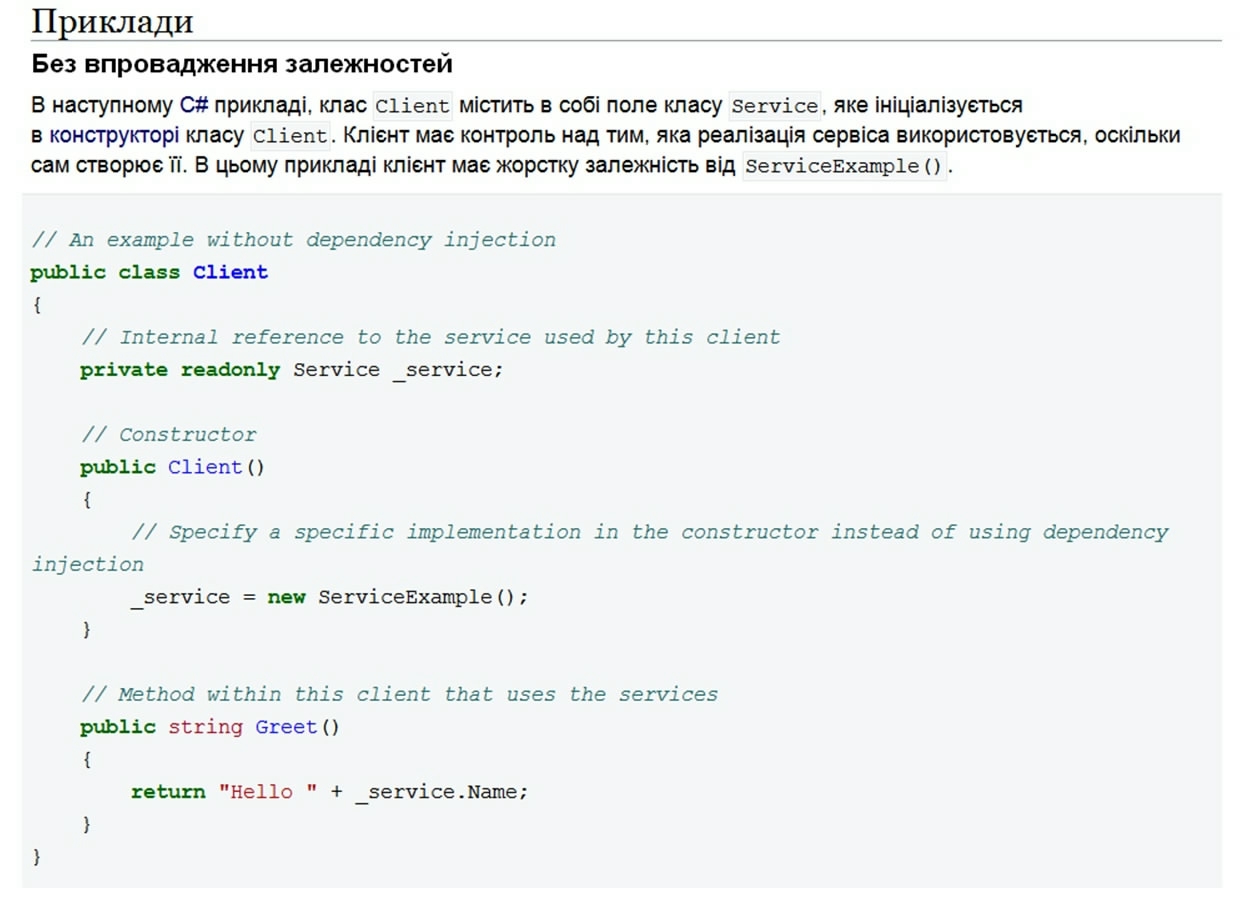 Приклади
Без впровадження залежностей
В наступному C# прикладі, клас Client містить в собі поле класу Service, яке ініціалізується
в конструкторі класу Client. Клієнт має контроль над тим, яка реалізація сервіса використовується, оскільки
сам створює її. В цьому прикладі клієнт має жорстку залежність від ServiceExample().
// An example without dependency injection
public class Client
{
    // Internal reference to the service used by this client
    private readonly Service _service;

    // Constructor
    public Client()
    {
        // Specify a specific implementation in the constructor instead of using dependency
injection
        _service = new ServiceExample();
    }

    // Method within this client that uses the services
    public string Greet()
    {
        return "Hello " + _service.Name;
    }
}